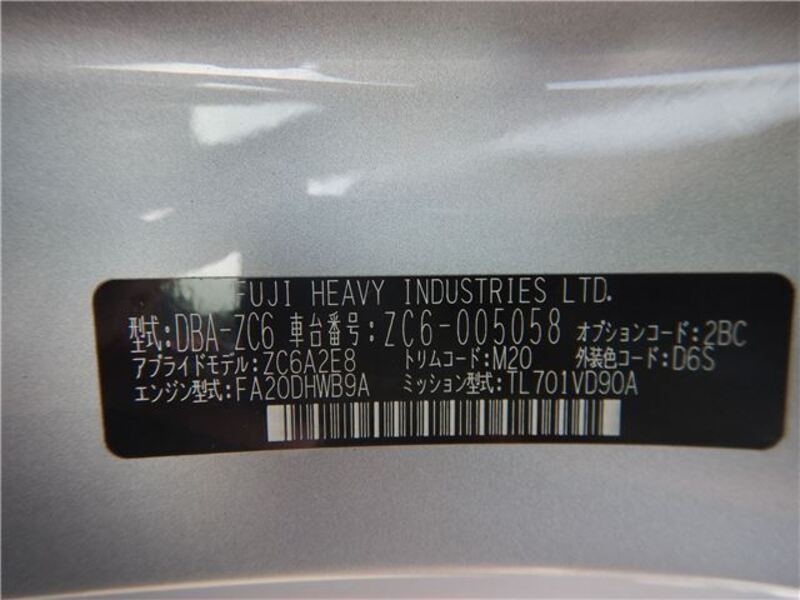 FUJI HEAVY INDUSTRIES LTD.
型式:DBA-ZC6 車台番号:ZC6-005058 オプションコード:2BC
アプライドモデル:ZC6A2E8 トリムコード:M20 外装色コード:D6S
エンジン型式:FA20DHWB9A ミッション型式:TL701VD90A